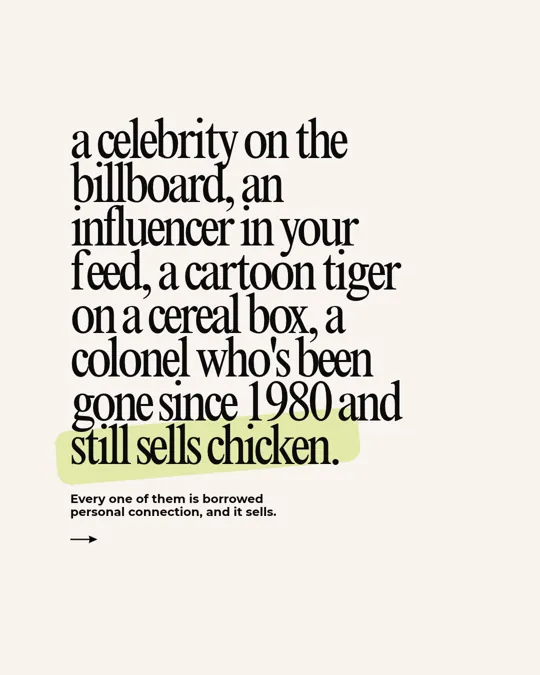 a celebrity on the
billboard, an
influencer in your
feed, a cartoon tiger
on a cereal box, a
colonel who's been
gone since 1980 and
still sells chicken.
Every one of them is borrowed
personal connection, and it sells.